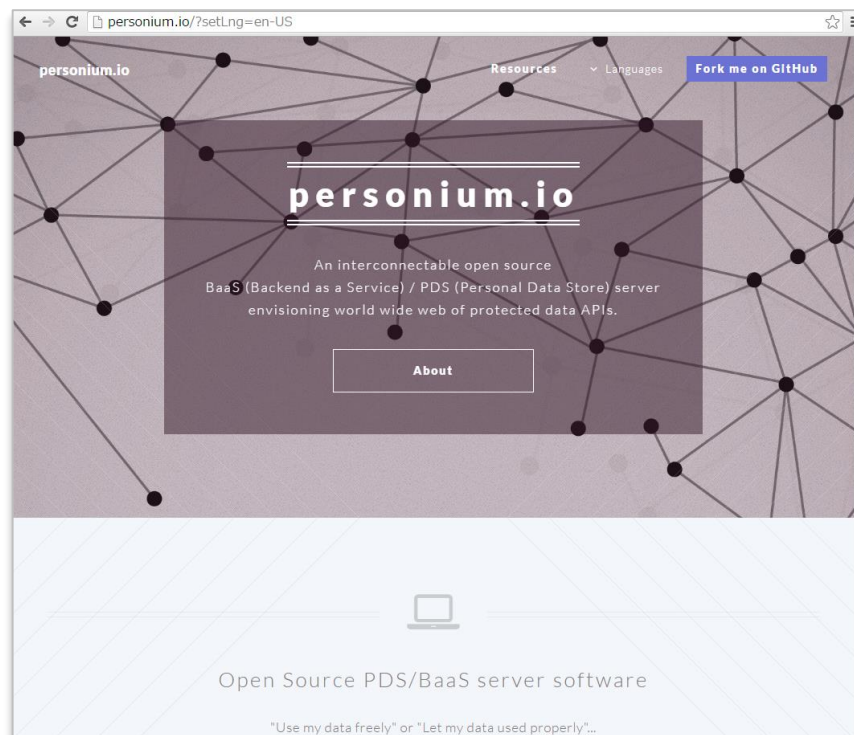 personium.io/?setLng=en-US
personium.io
Resources
Languages
Fork me on GItHub
personium.io
An interconnectable open source
BaaS (Backend as a Service) / PDS (Personal Data Store) server
envisioning world wide web of protected data APIs.
About
Open Source PDS/BaaS server software
"Use my data freely" or "Let my data used properly"...